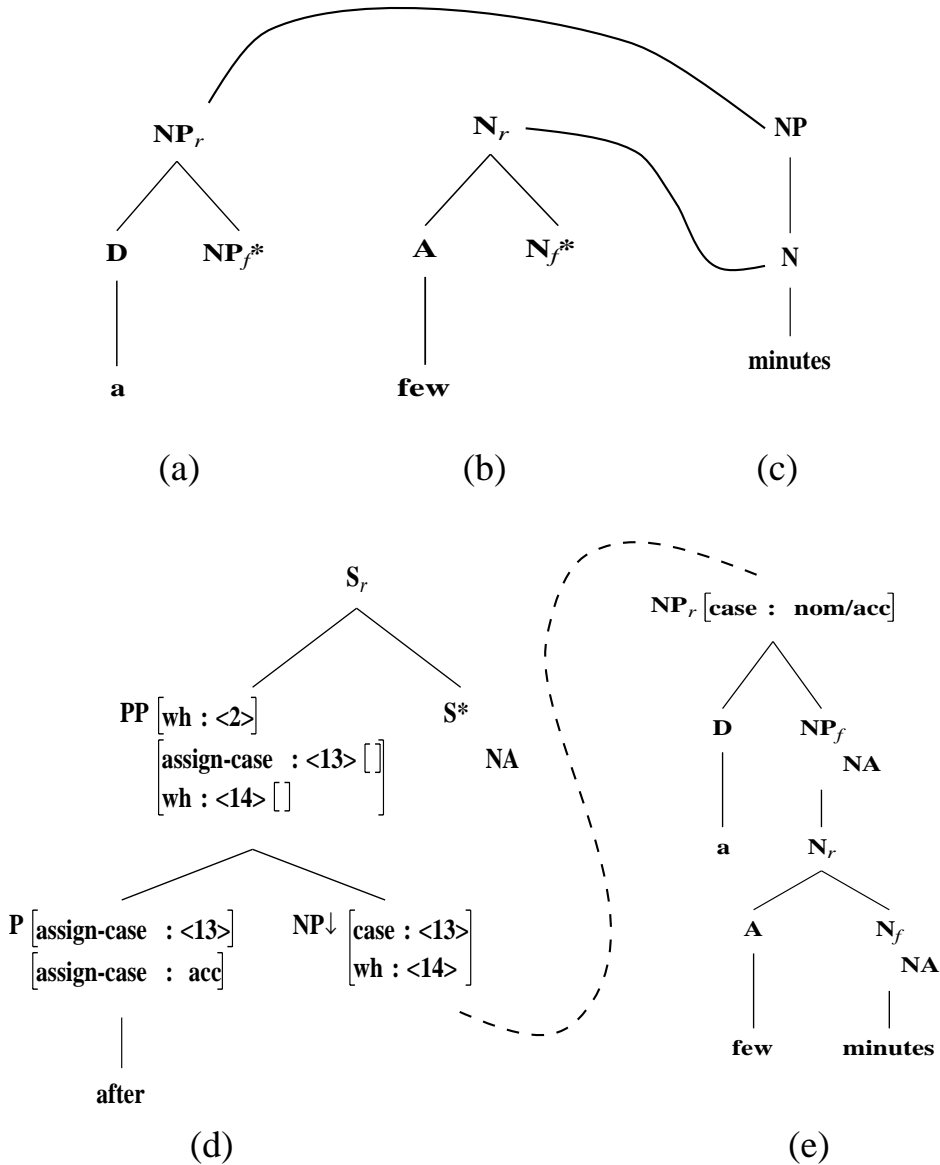 NP_r N_r NP
D NP_f* A N_f* N
a few minutes
(a) (b) (c)
S_r
NP_r [case : nom/acc]
PP [wh : <2>] S*
[assign-case : <13> [ ] NA
wh : <14> [ ]]
D NP_f
NA
a N_r
P [assign-case : <13>] NP↓ [case : <13>
[assign-case : acc] wh : <14>]
A N_f
NA
few minutes
after
(d) (e)